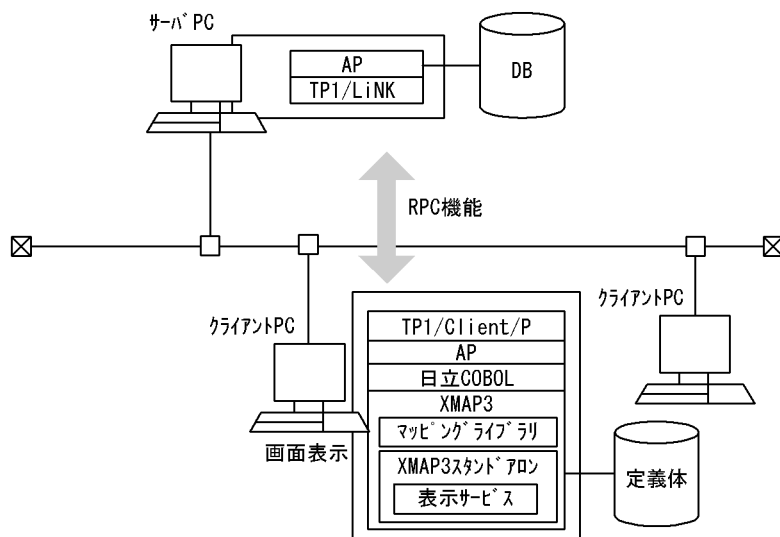 ｻｰﾊﾞPC
AP
TP1/LiNK
DB
RPC機能
ｸﾗｲｱﾝﾄPC
ｸﾗｲｱﾝﾄPC
TP1/Client/P
AP
日立COBOL
XMAP3
ﾏｯﾋﾟﾝｸﾞﾗｲﾌﾞﾗﾘ
画面表示
XMAP3ｽﾀﾝﾄﾞｱﾛﾝ
表示ｻｰﾋﾞｽ
定義体